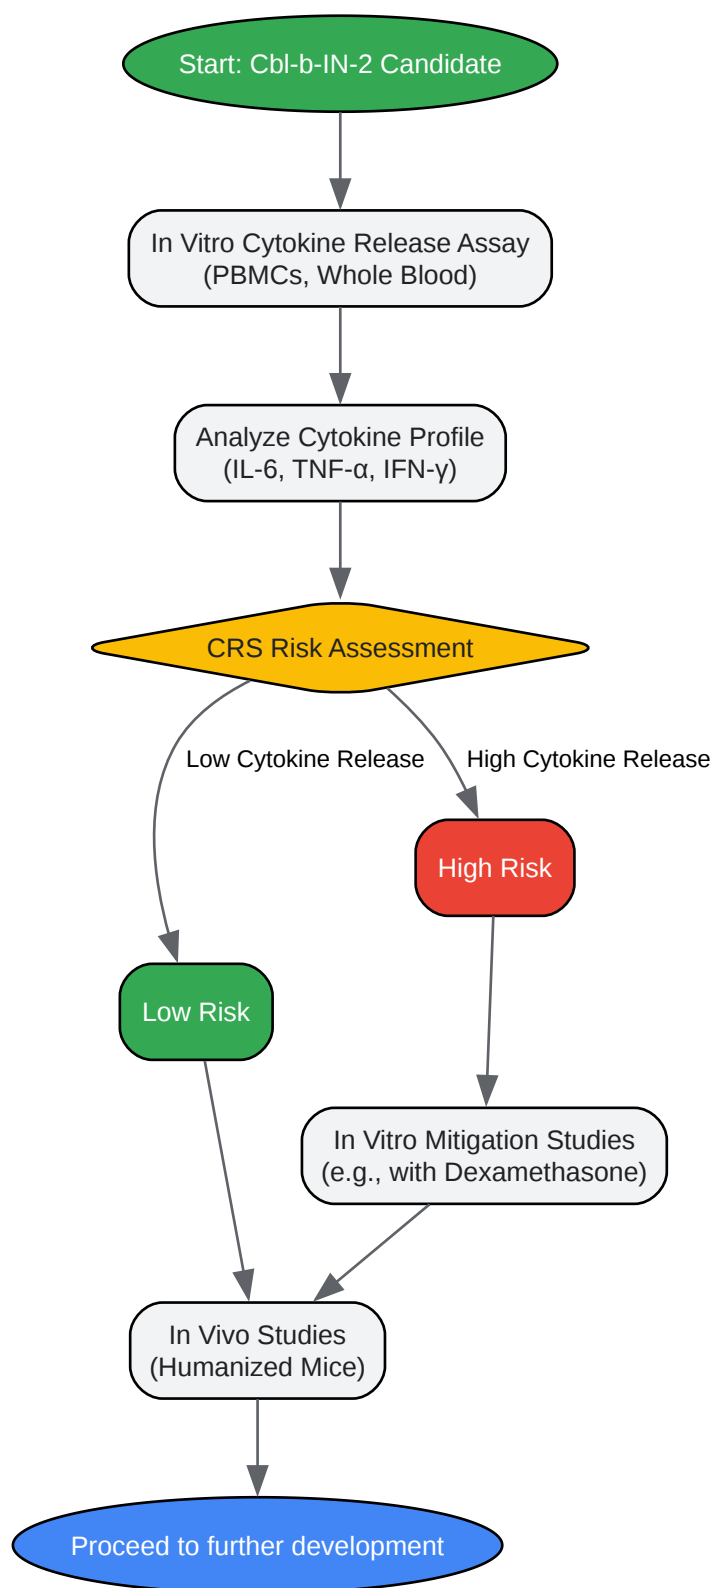 Start: Cbl-b-IN-2 Candidate
In Vitro Cytokine Release Assay
(PBMCs, Whole Blood)
Analyze Cytokine Profile
(IL-6, TNF-α, IFN-γ)
CRS Risk Assessment
Low Cytokine Release
High Cytokine Release
High Risk
Low Risk
In Vitro Mitigation Studies
(e.g., with Dexamethasone)
In Vivo Studies
(Humanized Mice)
Proceed to further development